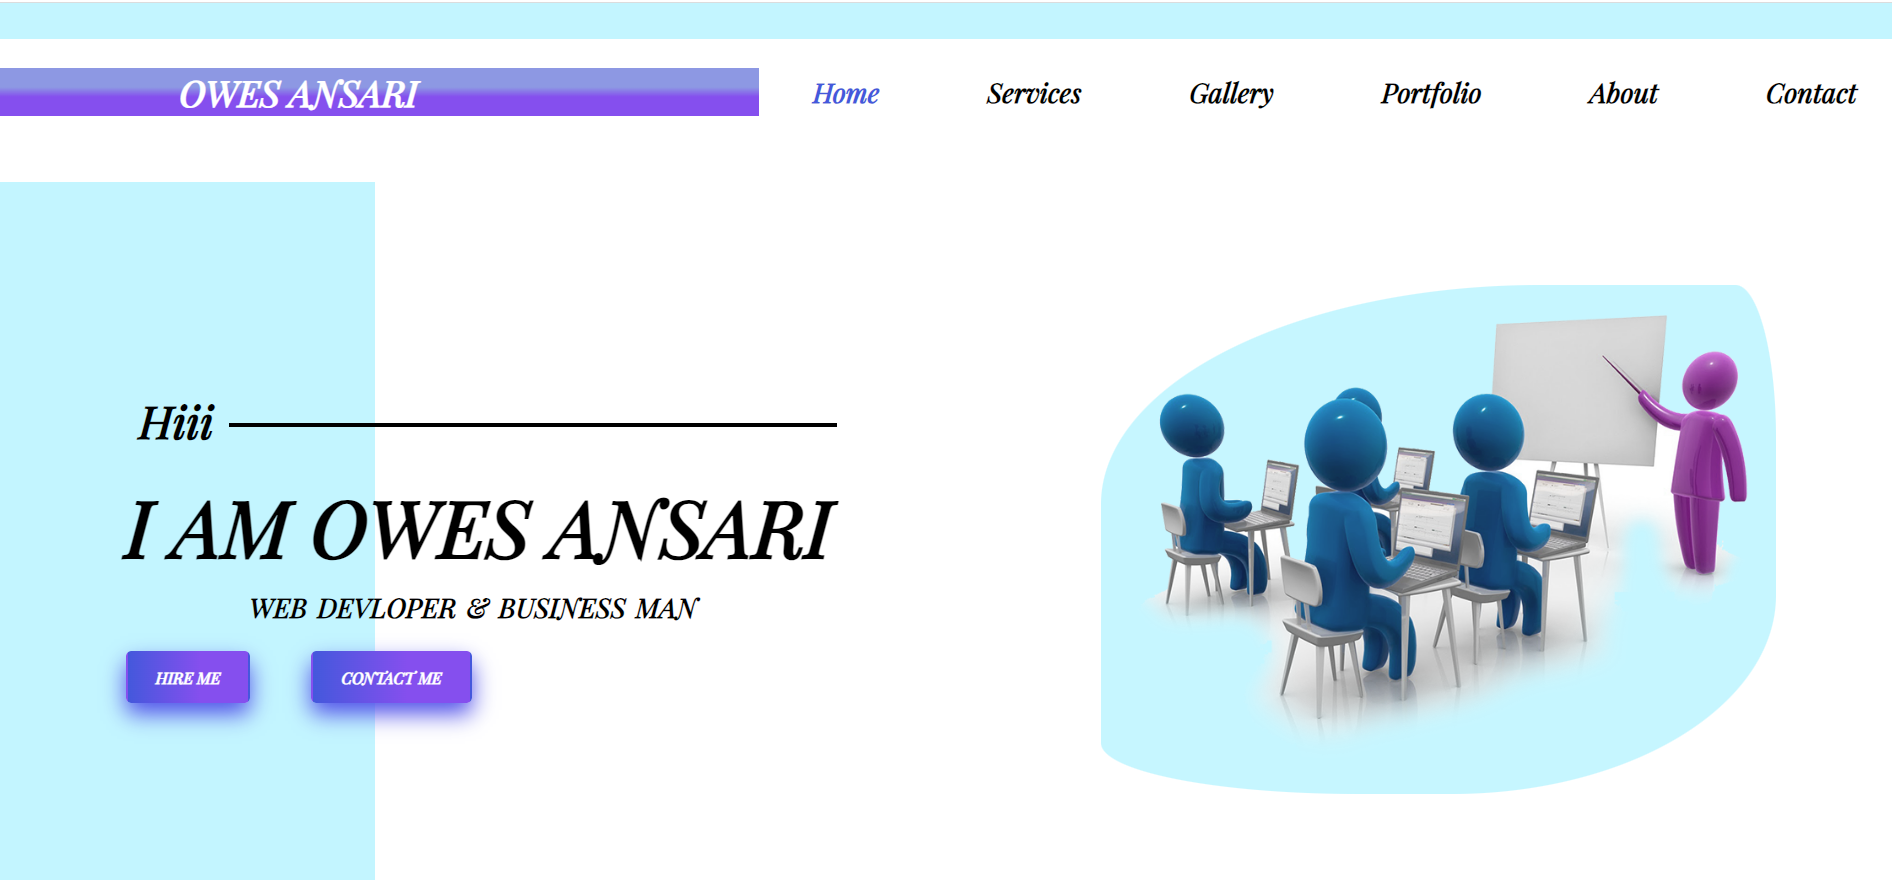 OWES ANSARI
Home Services Gallery Portfolio About Contact
Hiii
I AM OWES ANSARI
WEB DEVLOPER & BUSINESS MAN
HIRE ME CONTACT ME